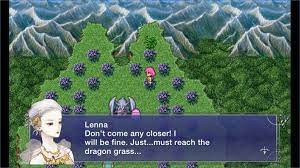 Lenna
Don't come any closer! I
will be fine. Just...must reach the
dragon grass...